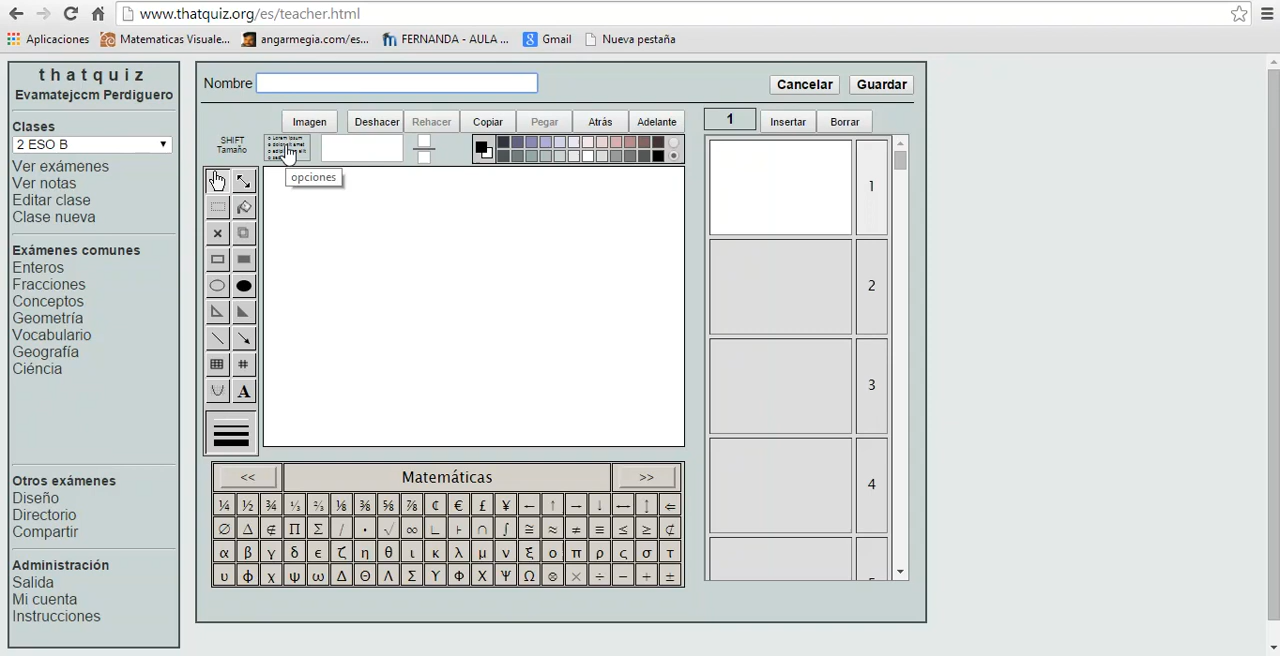 www.thatquiz.org/es/teacher.html
Aplicaciones Matematicas Visuale... angarmegia.com/es... FERNANDA - AULA ... Gmail Nueva pestaña
thatquiz
Evamatejccm Perdiguero
Clases
2 ESO B
Ver exámenes
Ver notas
Editar clase
Clase nueva
Exámenes comunes
Enteros
Fracciones
Conceptos
Geometría
Vocabulario
Geografía
Ciéncia
Otros exámenes
Diseño
Directorio
Compartir
Administración
Salida
Mi cuenta
Instrucciones
Nombre Cancelar Guardar
Imagen Deshacer Rehacer Copiar Pegar Atrás Adelante
SHIFT
Tamaño
opciones
A
<< Matemáticas >>
¼ ½ ¾ ⅓ ⅔ ⅛ ⅜ ⅝ ⅞ ¢ € £ ¥ ← ↑ → ↓ ↔ ↕ ⇐
∅ ∆ ∉ ∏ ∑ ∕ ∙ √ ∞ ∟ ⊦ ∩ ∫ ≅ ≈ ≠ ≡ ≤ ≥ ⊄
α β γ δ ϵ ζ η θ ι κ λ μ ν ξ ο π ρ ς σ τ
υ φ χ ψ ω Δ Θ Λ Σ Υ Φ Χ Ψ Ω ⊗ × ÷ − + ±
1 Insertar Borrar
1
2
3
4